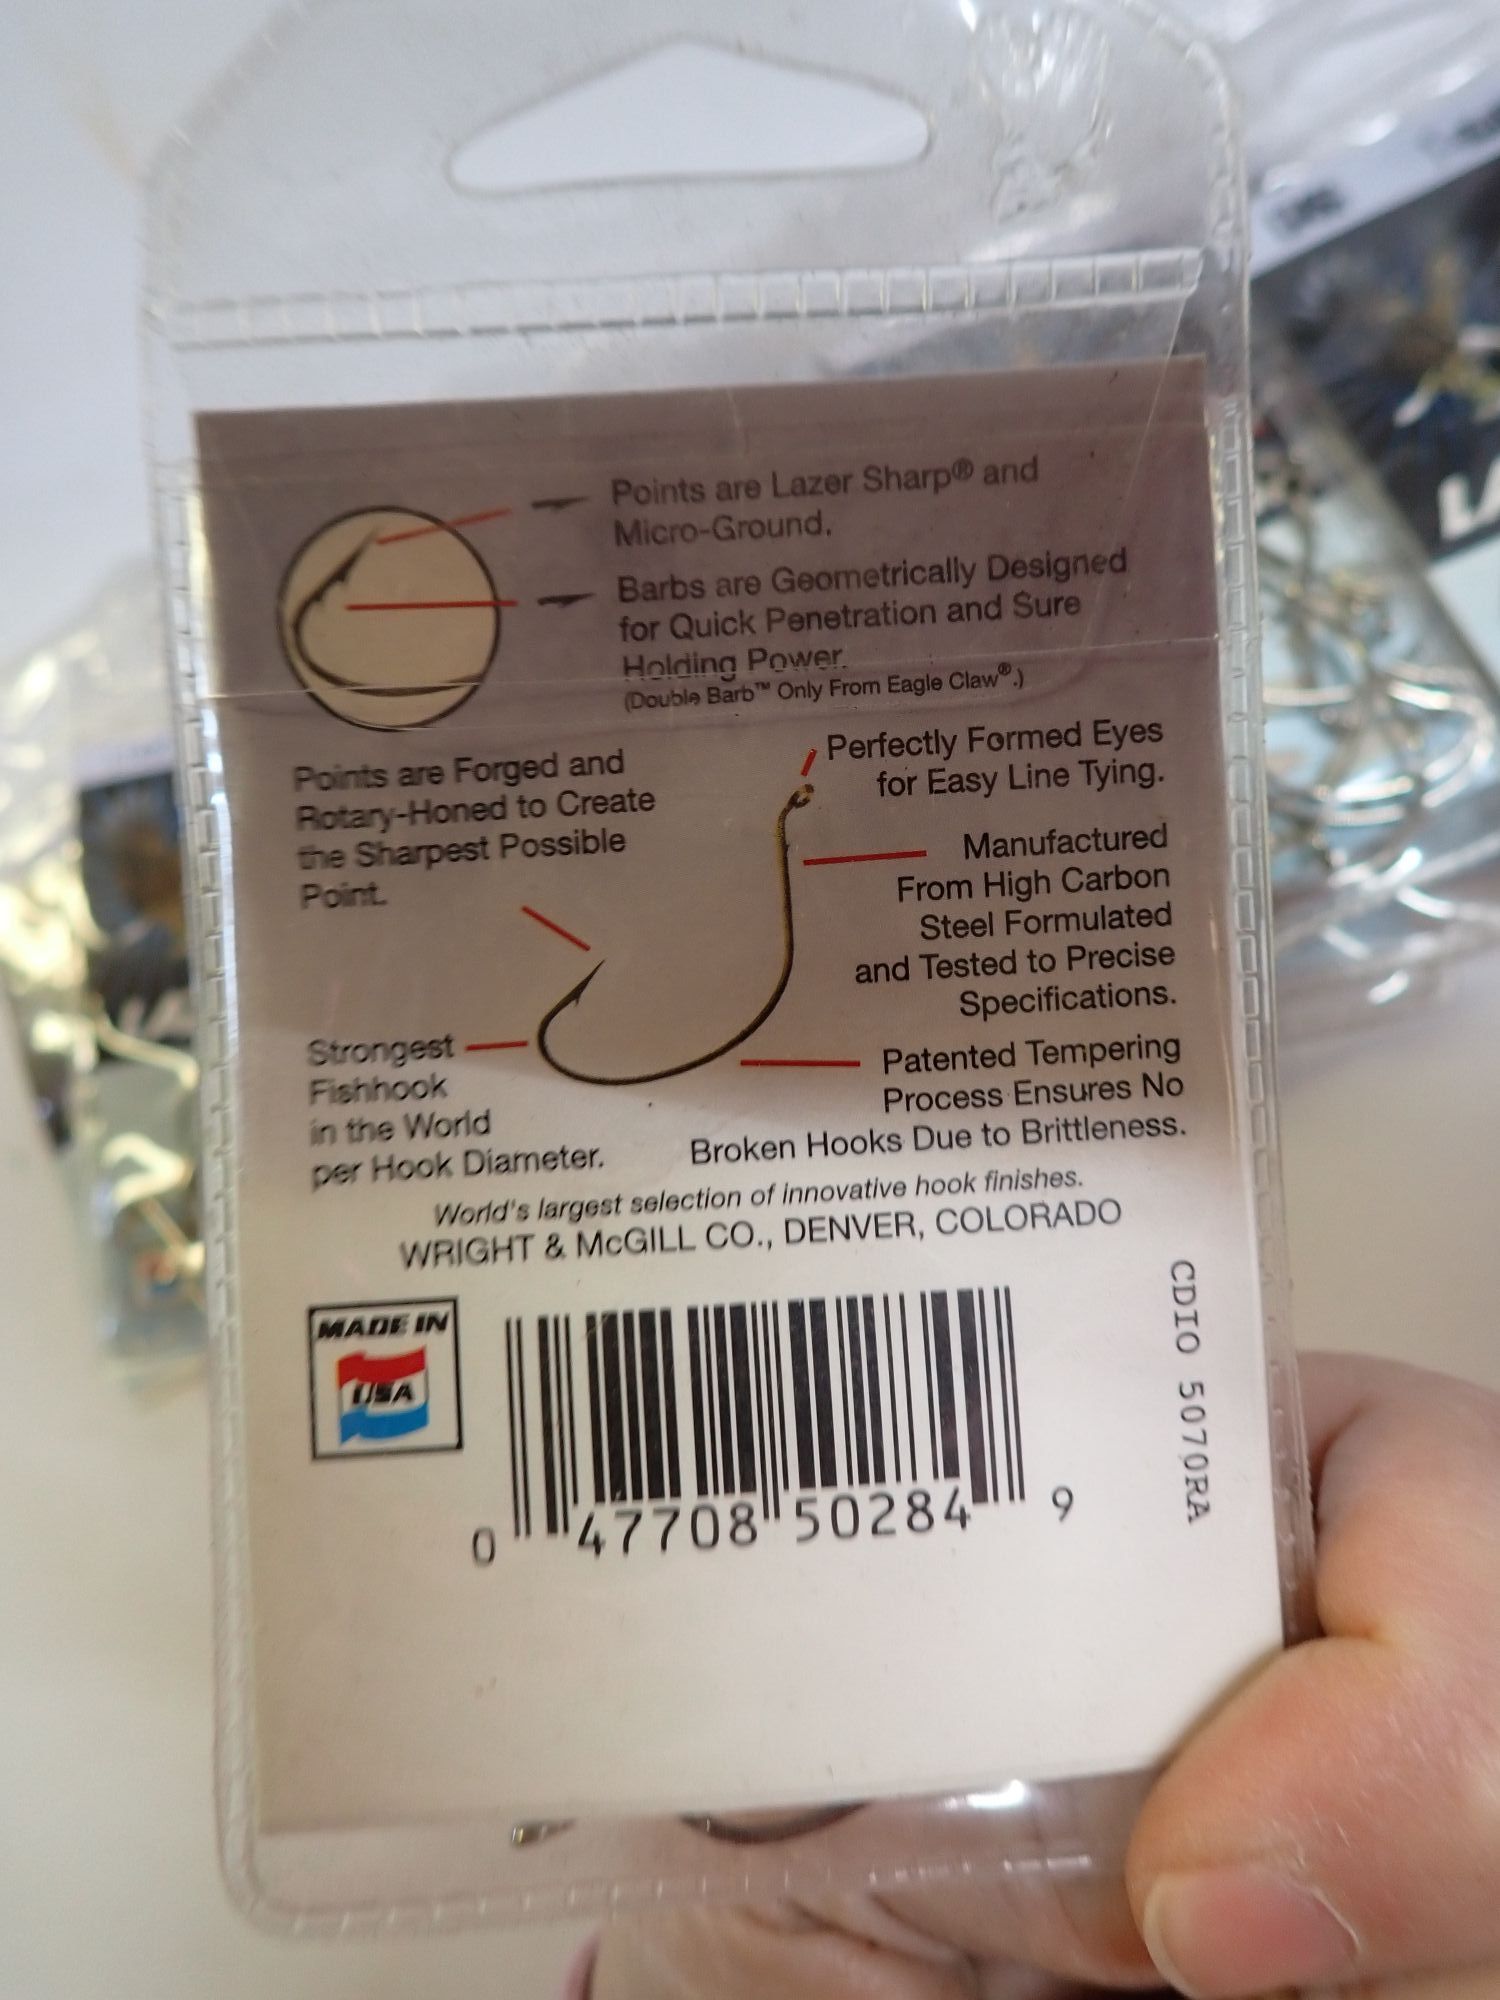 Points are Lazer Sharp® and
Micro-Ground.
Barbs are Geometrically Designed
for Quick Penetration and Sure
Holding Power.
(Double Barb™ Only From Eagle Claw®.)
Perfectly Formed Eyes
for Easy Line Tying.
Points are Forged and
Rotary-Honed to Create
the Sharpest Possible
Point.
Manufactured
From High Carbon
Steel Formulated
and Tested to Precise
Specifications.
Strongest
Fishhook
in the World
per Hook Diameter.
Patented Tempering
Process Ensures No
Broken Hooks Due to Brittleness.
World's largest selection of innovative hook finishes.
WRIGHT & McGILL CO., DENVER, COLORADO
MADE IN
USA
0 47708 50284 9
CDIO 5070RA